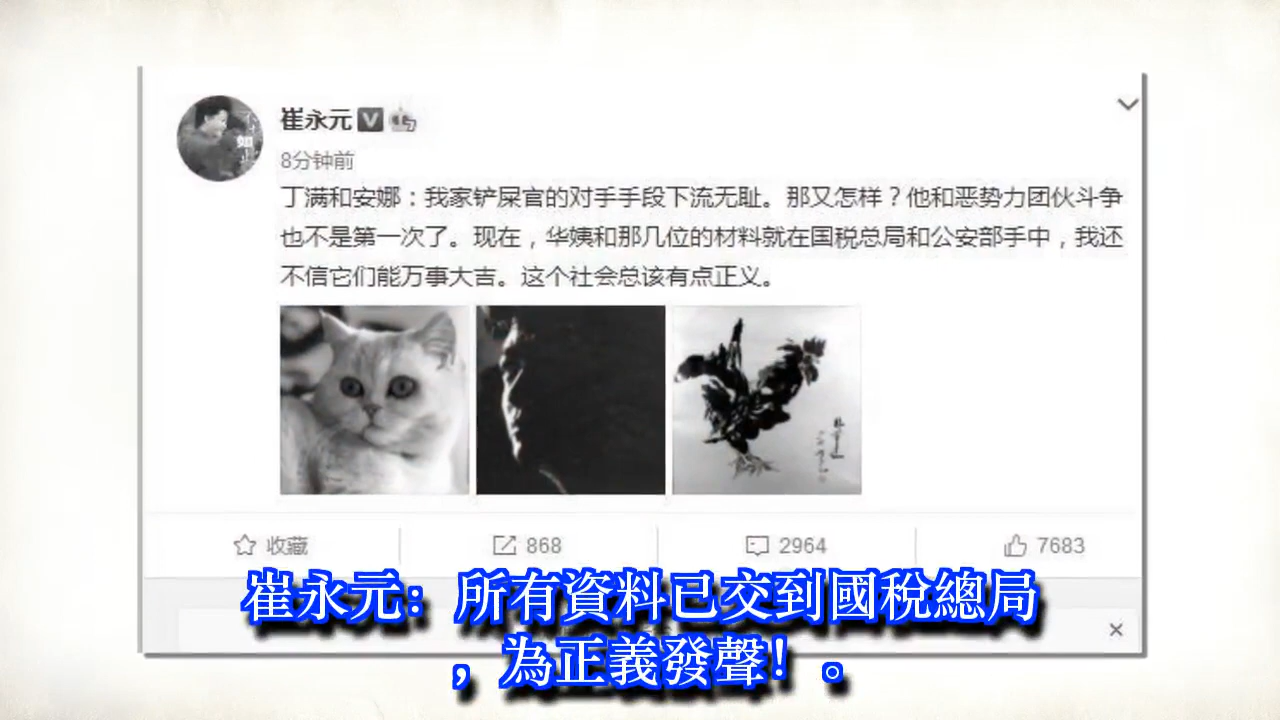 崔永元
8分钟前
丁满和安娜：我家铲屎官的对手手段下流无耻。那又怎样？他和恶势力团伙斗争
也不是第一次了。现在，华姨和那几位的材料就在国税总局和公安部手中，我还
不信它们能万事大吉。这个社会总该有点正义。
收藏
868
2964
7683
崔永元：所有資料已交到國稅總局
，為正義發聲！。